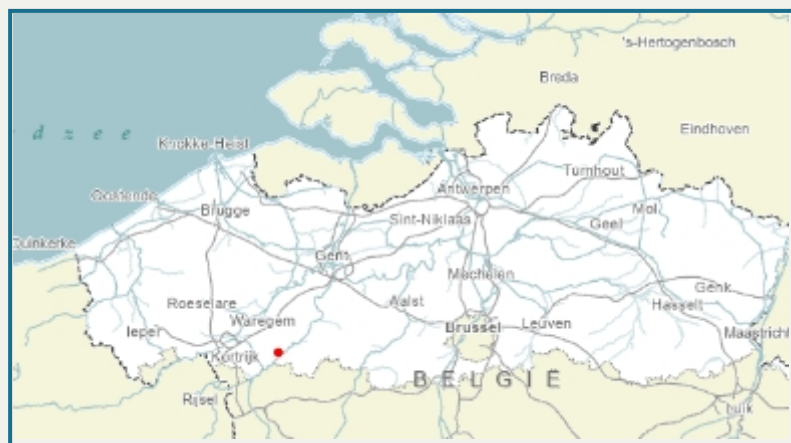 's-Hertogenbosch
Breda
d z e e
Eindhoven
Knokke-Heist
Turnhout
Antwerpen
Oostende
Brugge
Mol
Sint-Niklaas
Geel
Duinkerke
Gent
Mechelen
Genk
Roeselare
Aalst
Hasselt
Waregem
Ieper
Brussel
Leuven
Maastricht
Kortrijk
BELGIË
Rijsel
Luik